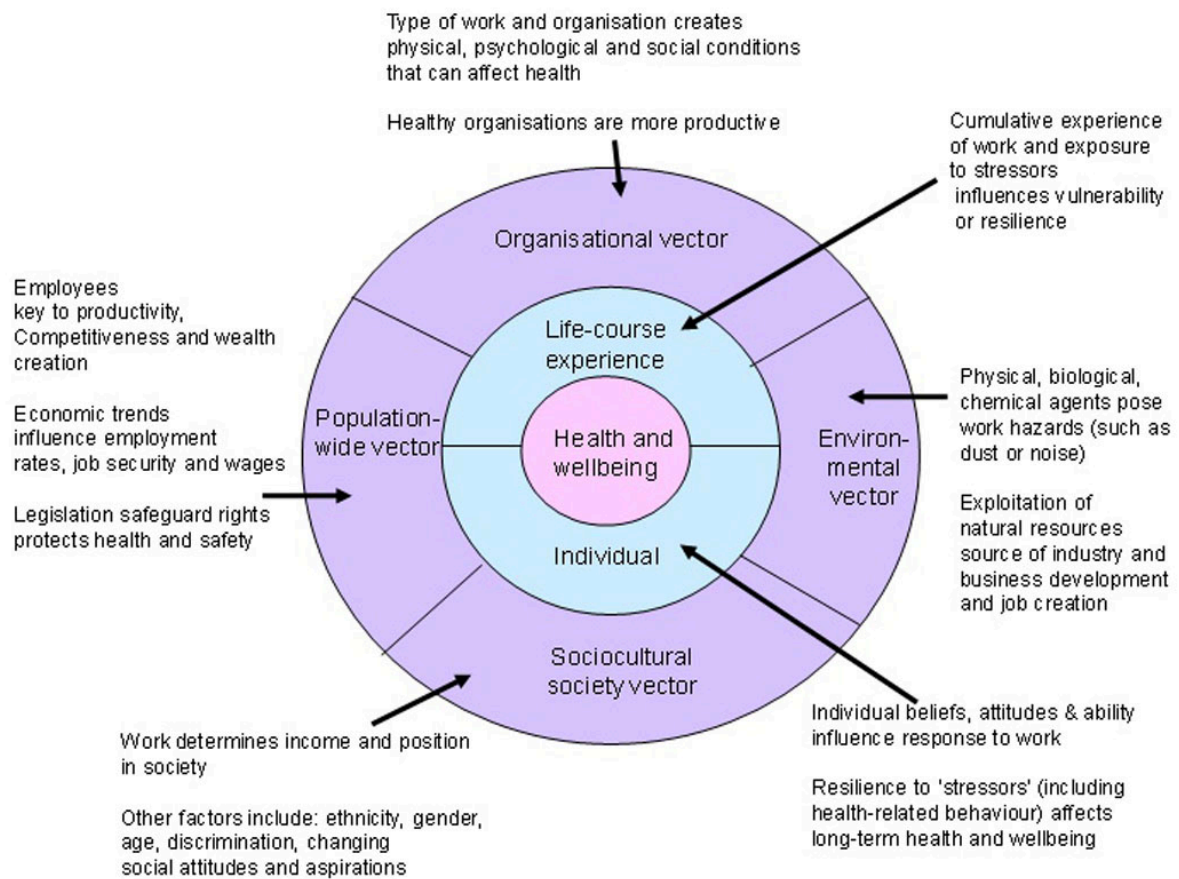 Type of work and organisation creates
physical, psychological and social conditions
that can affect health
Healthy organisations are more productive
Cumulative experience
of work and exposure
to stressors
influences vulnerability
or resilience
Organisational vector
Employees
key to productivity,
Competitiveness and wealth
creation
Economic trends
influence employment
rates, job security and wages
Legislation safeguard rights
protects health and safety
Life-course
experience
Population-
wide vector
Health and
wellbeing
Environ-
mental
vector
Physical, biological,
chemical agents pose
work hazards (such as
dust or noise)
Exploitation of
natural resources
source of industry and
business development
and job creation
Individual
Sociocultural
society vector
Work determines income and position
in society
Other factors include: ethnicity, gender,
age, discrimination, changing
social attitudes and aspirations
Individual beliefs, attitudes & ability
influence response to work
Resilience to 'stressors' (including
health-related behaviour) affects
long-term health and wellbeing